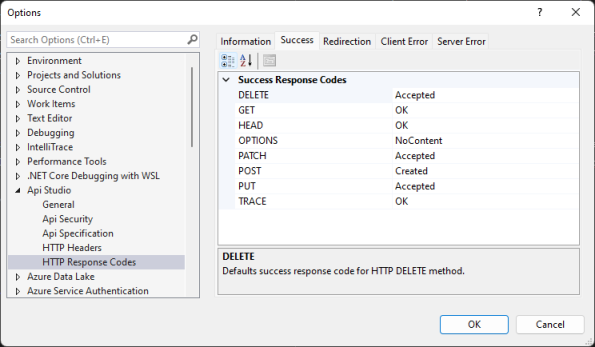 Options
?
Search Options (Ctrl+E)
Environment
Projects and Solutions
Source Control
Work Items
Text Editor
Debugging
IntelliTrace
Performance Tools
.NET Core Debugging with WSL
Api Studio
General
Api Security
Api Specification
HTTP Headers
HTTP Response Codes
Azure Data Lake
Azure Service Authentication
Information Success Redirection Client Error Server Error
Success Response Codes
DELETE Accepted
GET OK
HEAD OK
OPTIONS NoContent
PATCH Accepted
POST Created
PUT Accepted
TRACE OK
DELETE
Defaults success response code for HTTP DELETE method.
OK Cancel